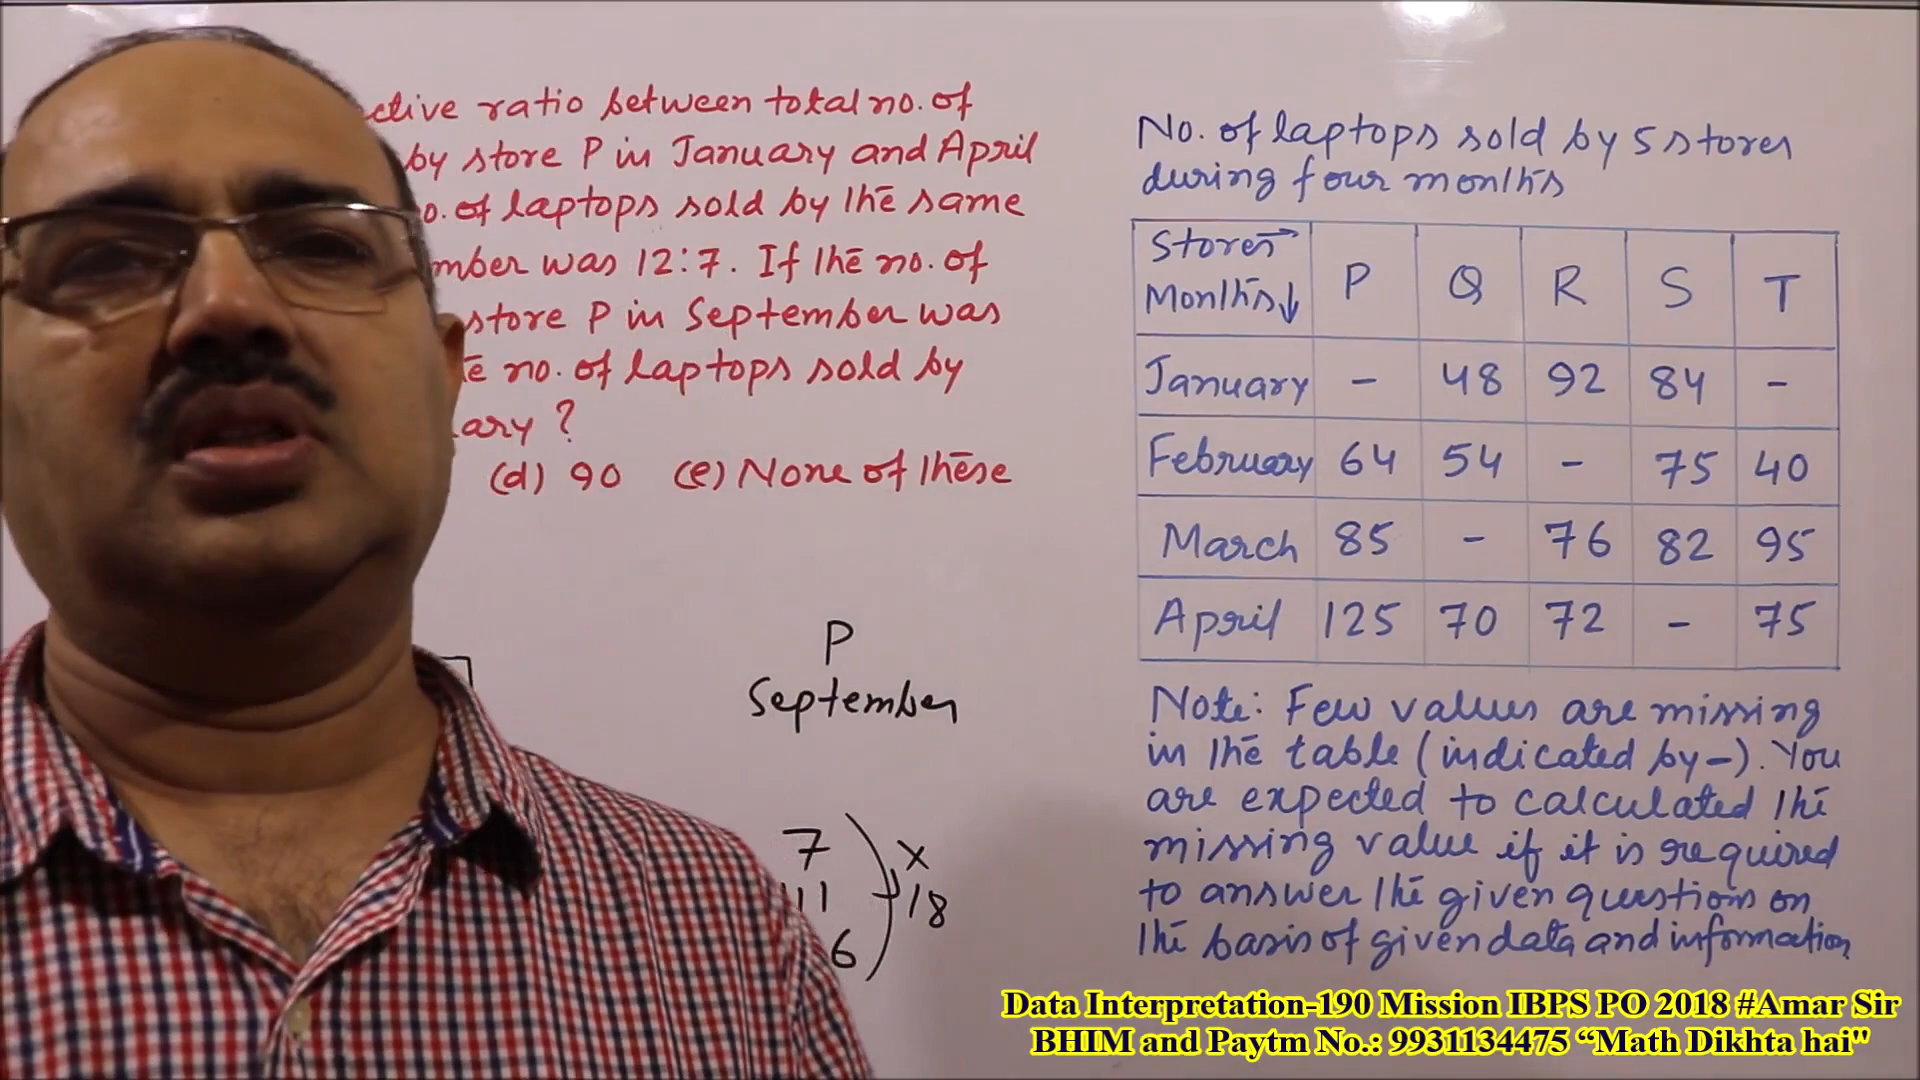 ctive ratio between total no. of
by store P in January and April
o. of laptops sold by the same
mber was 12:7. If the no. of
store P in September was
no. of laptops sold by
ary ?
(d) 90 (e) None of these
P
September
7
11
6
x
18
No. of laptops sold by 5 stores
during four months
Stores→ P Q R S T
Months↓
January - 48 92 84 -
February 64 54 - 75 40
March 85 - 76 82 95
April 125 70 72 - 75
Note: Few values are missing
in the table (indicated by -). You
are expected to calculated the
missing value if it is required
to answer the given questions on
the basis of given data and information
Data Interpretation-190 Mission IBPS PO 2018 #Amar Sir
BHIM and Paytm No.: 9931134475 “Math Dikhta hai"